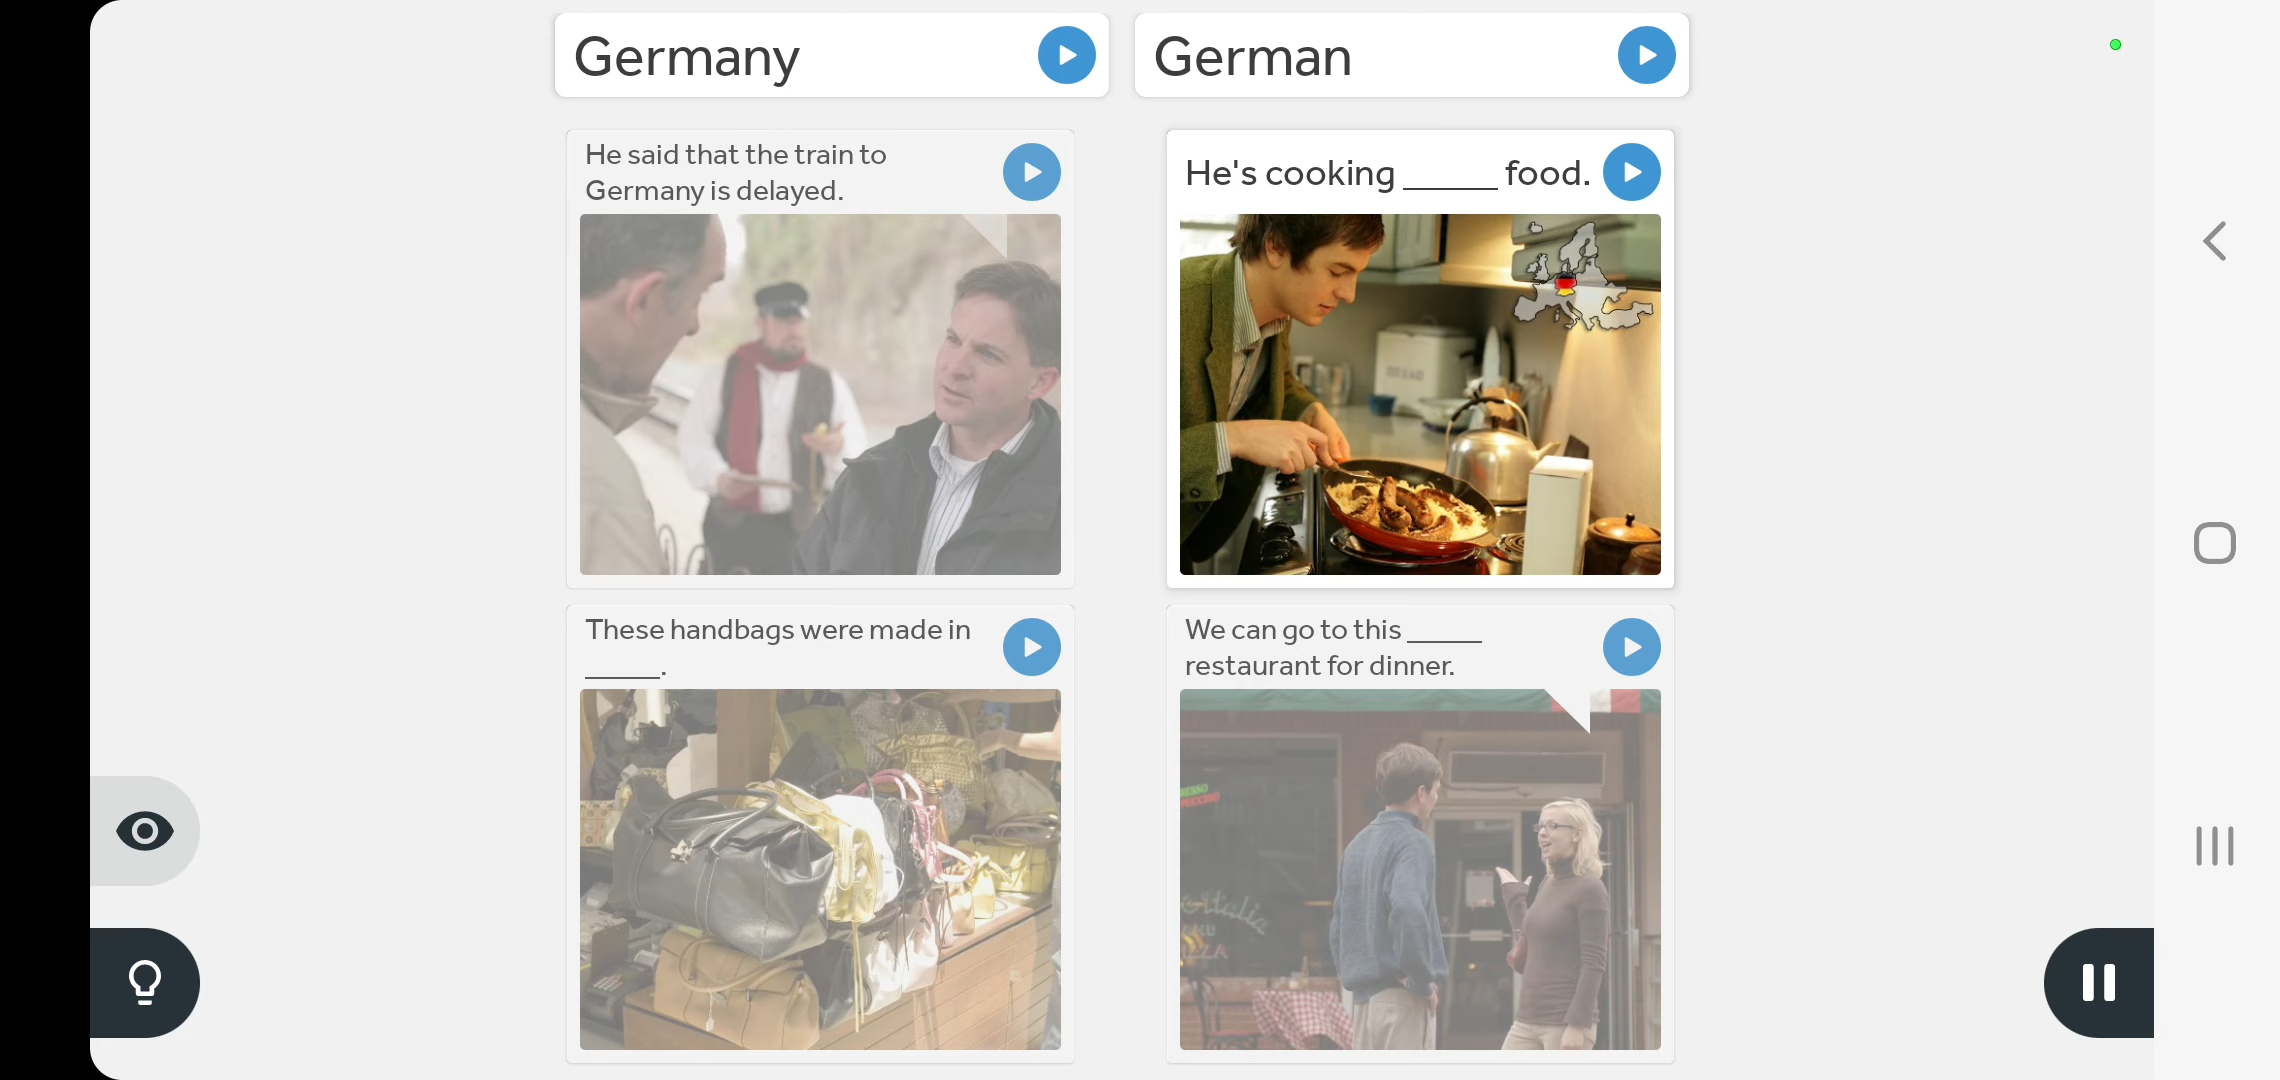 Germany
German
He said that the train to
Germany is delayed.
He's cooking _____ food.
BREAD
These handbags were made in
_____.
We can go to this _____
restaurant for dinner.